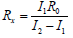 Rₓ = I₁R₀ / (I₂ − I₁)